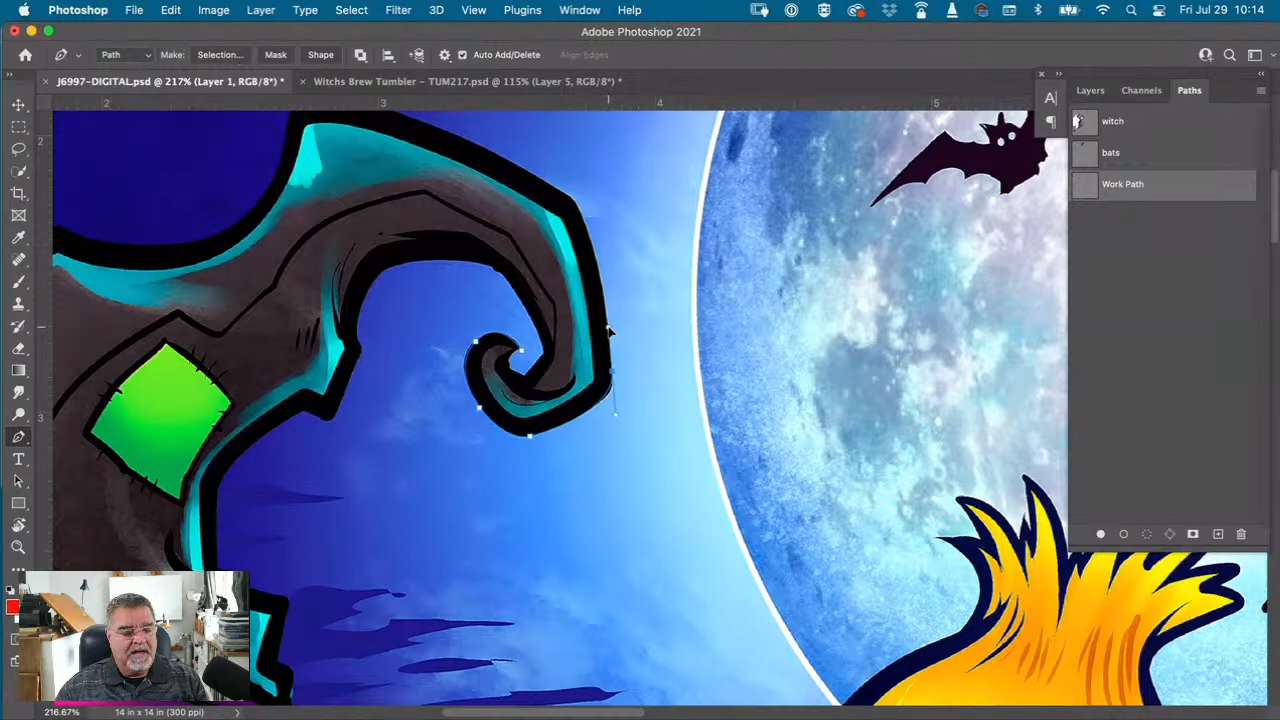 Photoshop File Edit Image Layer Type Select Filter 3D View Plugins Window Help Fri Jul 29 10:14
Adobe Photoshop 2021
Path Make: Selection... Mask Shape Auto Add/Delete Align Edges
J6997-DIGITAL.psd @ 217% (Layer 1, RGB/8*) * Witchs Brew Tumbler - TUM217.psd @ 115% (Layer 5, RGB/8*) *
Layers Channels Paths
2 3 4 5
witch
bats
Work Path
2
3
216.67% 14 in x 14 in (300 ppi)